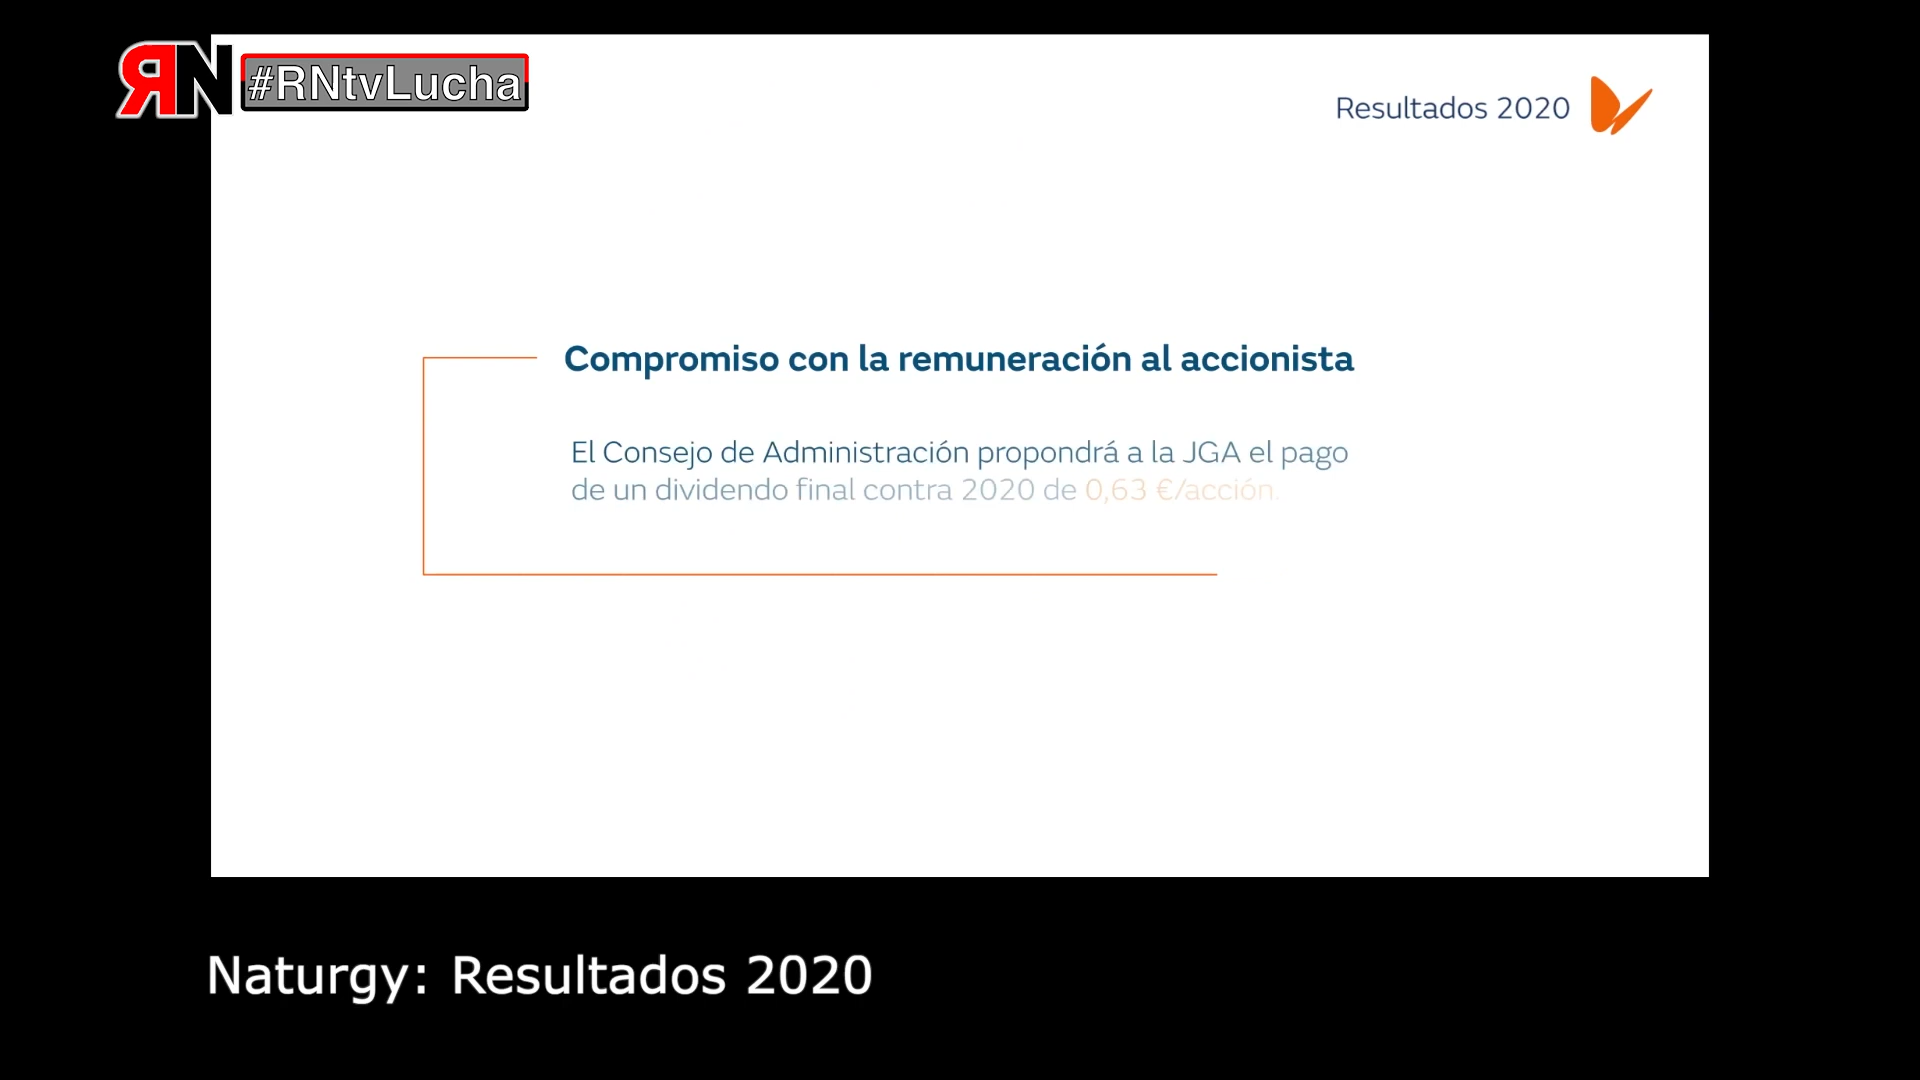 RN #RNtvLucha
Resultados 2020
Compromiso con la remuneración al accionista
El Consejo de Administración propondrá a la JGA el pago
de un dividendo final contra 2020 de 0,63 €/acción.
Naturgy: Resultados 2020